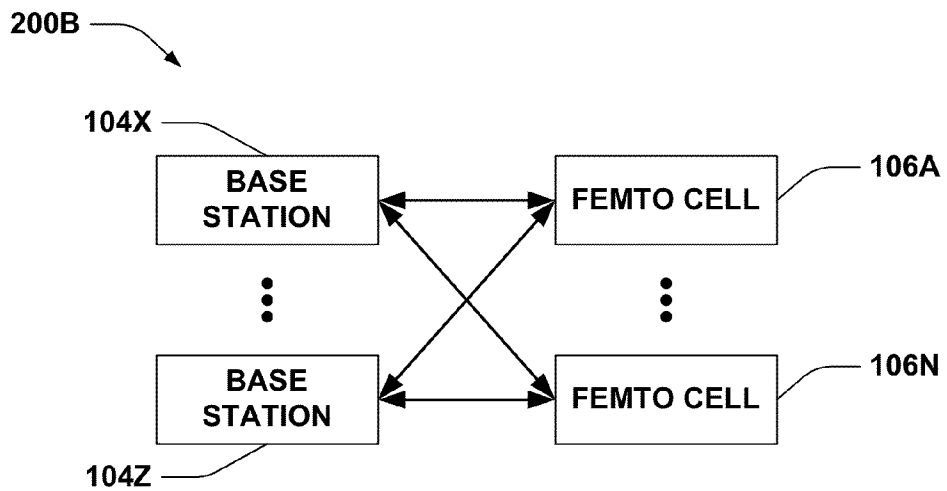 200B
104X
106A
BASE
STATION
FEMTO CELL
BASE
STATION
FEMTO CELL
106N
104Z